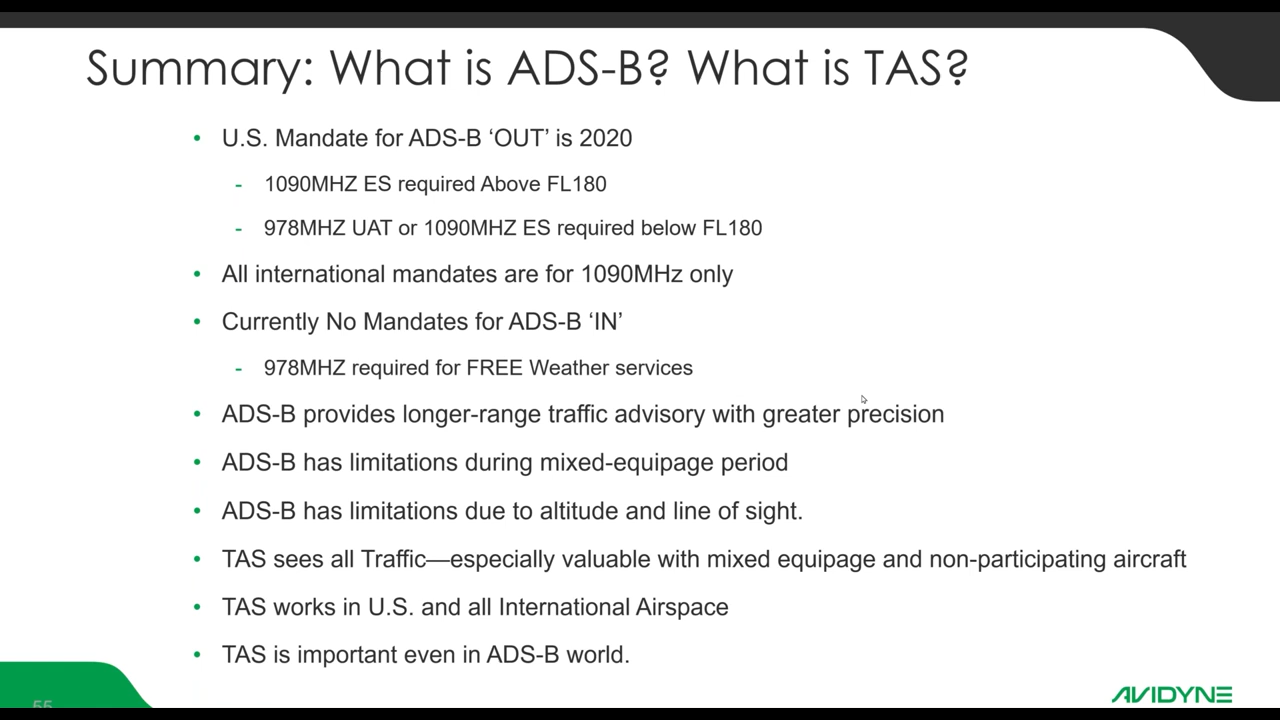 Summary: What is ADS-B? What is TAS?
• U.S. Mandate for ADS-B ‘OUT’ is 2020
- 1090MHZ ES required Above FL180
- 978MHZ UAT or 1090MHZ ES required below FL180
• All international mandates are for 1090MHz only
• Currently No Mandates for ADS-B ‘IN’
- 978MHZ required for FREE Weather services
• ADS-B provides longer-range traffic advisory with greater precision
• ADS-B has limitations during mixed-equipage period
• ADS-B has limitations due to altitude and line of sight.
• TAS sees all Traffic—especially valuable with mixed equipage and non-participating aircraft
• TAS works in U.S. and all International Airspace
• TAS is important even in ADS-B world.
55
AVIDYNE